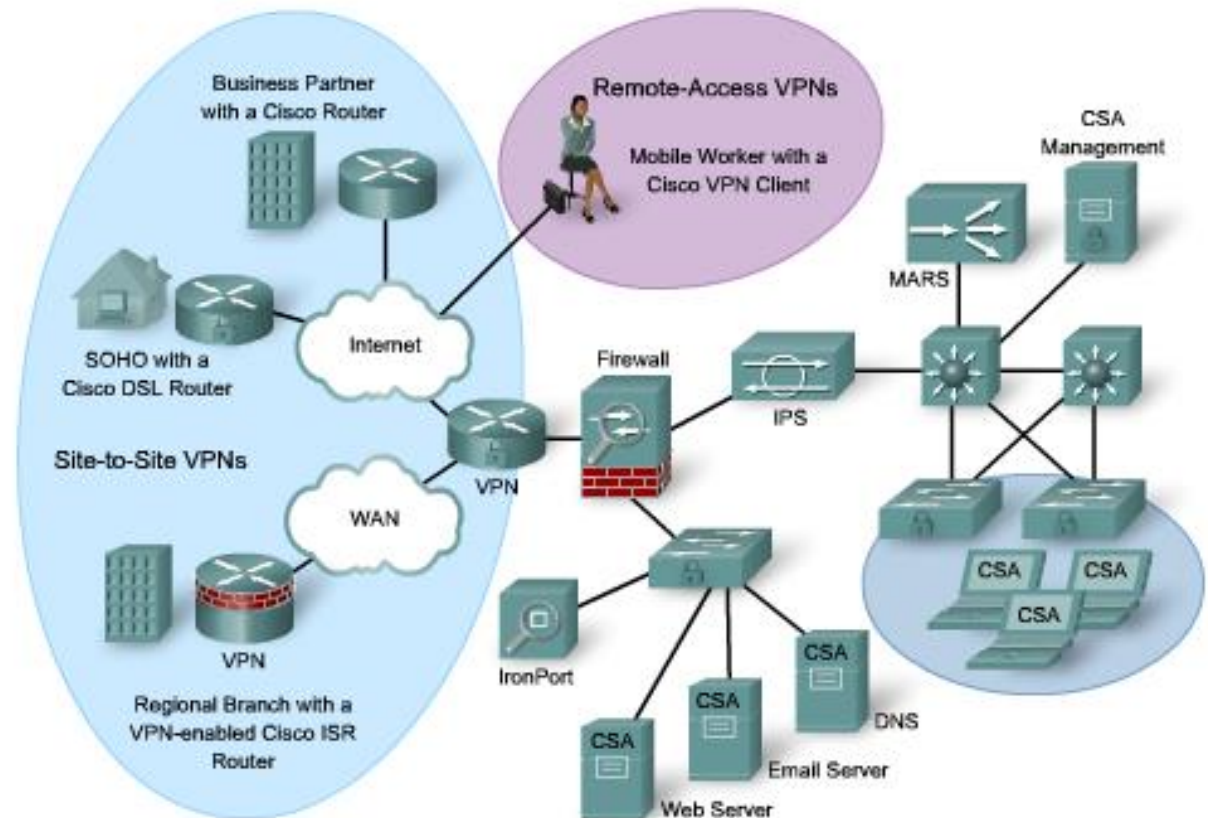 Business Partner
with a Cisco Router
Remote-Access VPNs
Mobile Worker with a
Cisco VPN Client
CSA
Management
MARS
SOHO with a
Cisco DSL Router
Internet
Firewall
IPS
Site-to-Site VPNs
VPN
WAN
VPN
Regional Branch with a
VPN-enabled Cisco ISR
Router
IronPort
CSA
Web Server
CSA
Email Server
CSA
DNS
CSA
CSA
CSA